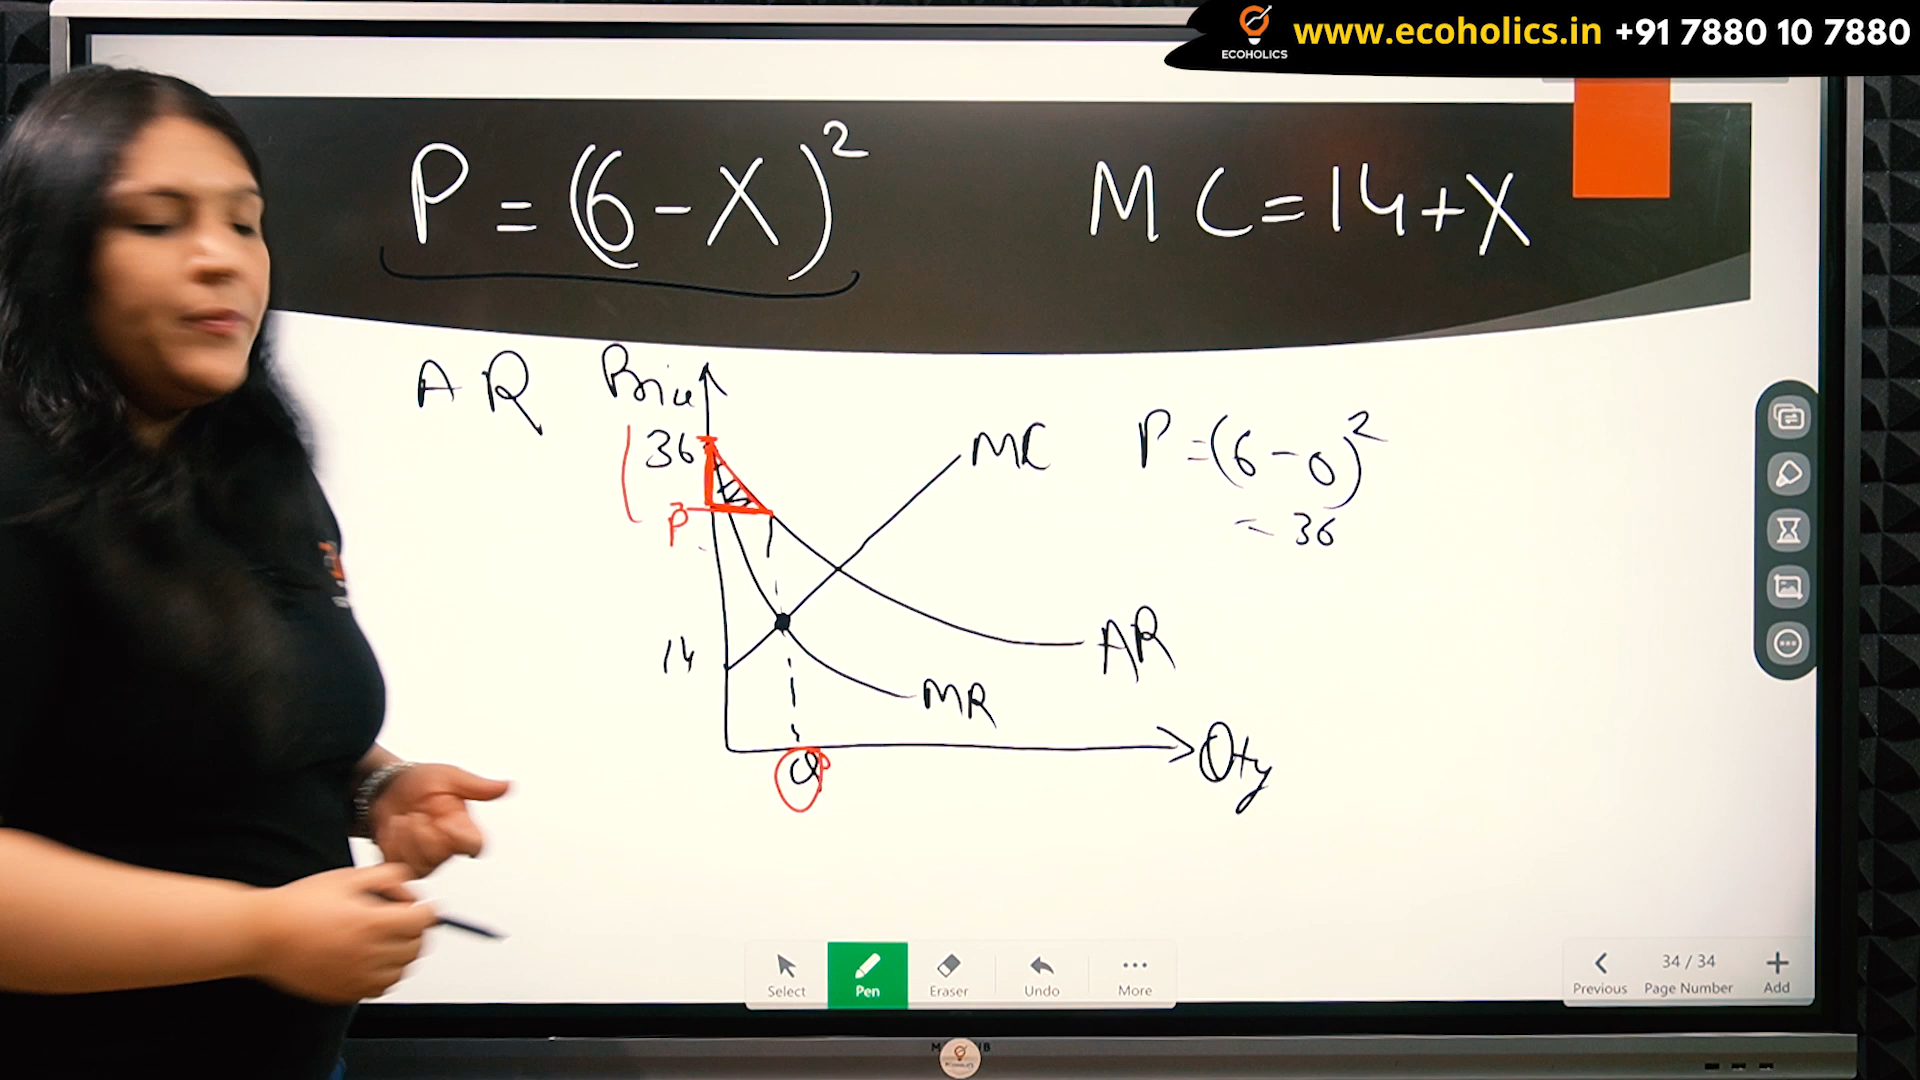 ECOHOLICS
www.ecoholics.in +91 7880 10 7880
P = (6 - X)²
MC = 14 + X
AR
Price
36
P
14
MC
AR
MR
Q
Qty
P = (6 - 0)²
= 36
Select
Pen
Eraser
Undo
More
Previous
34 / 34
Page Number
Add